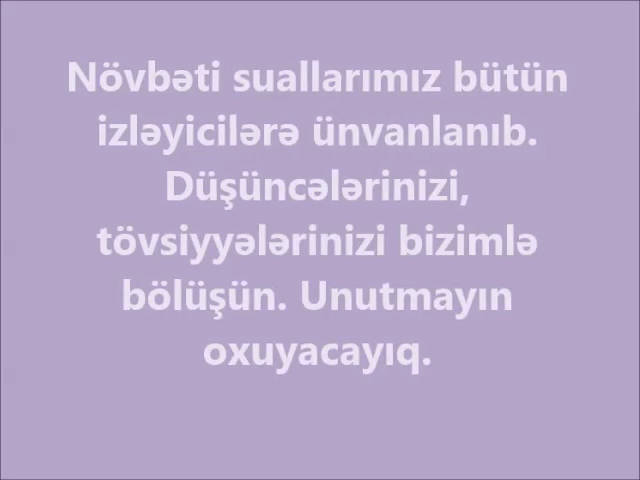 Növbəti suallarımız bütün
izləyicilərə ünvanlanıb.
Düşüncələrinizi,
tövsiyyələrinizi bizimlə
bölüşün. Unutmayın
oxuyacayıq.